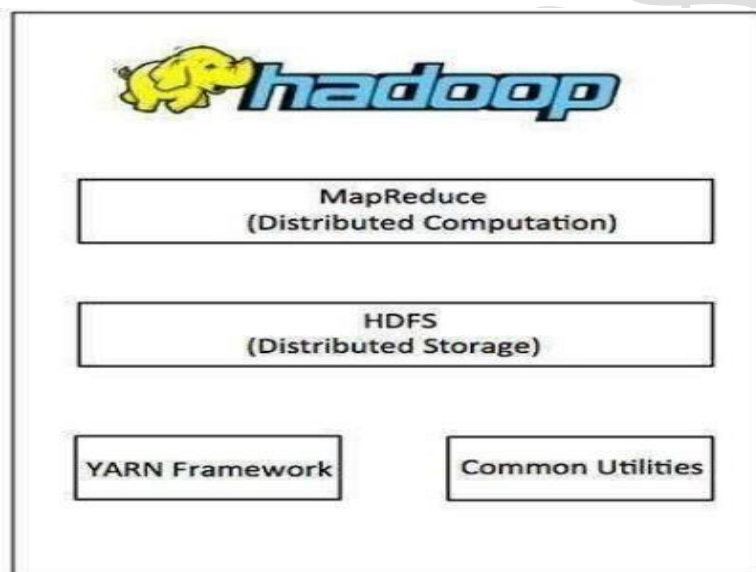 hadoop
MapReduce
(Distributed Computation)
HDFS
(Distributed Storage)
YARN Framework
Common Utilities